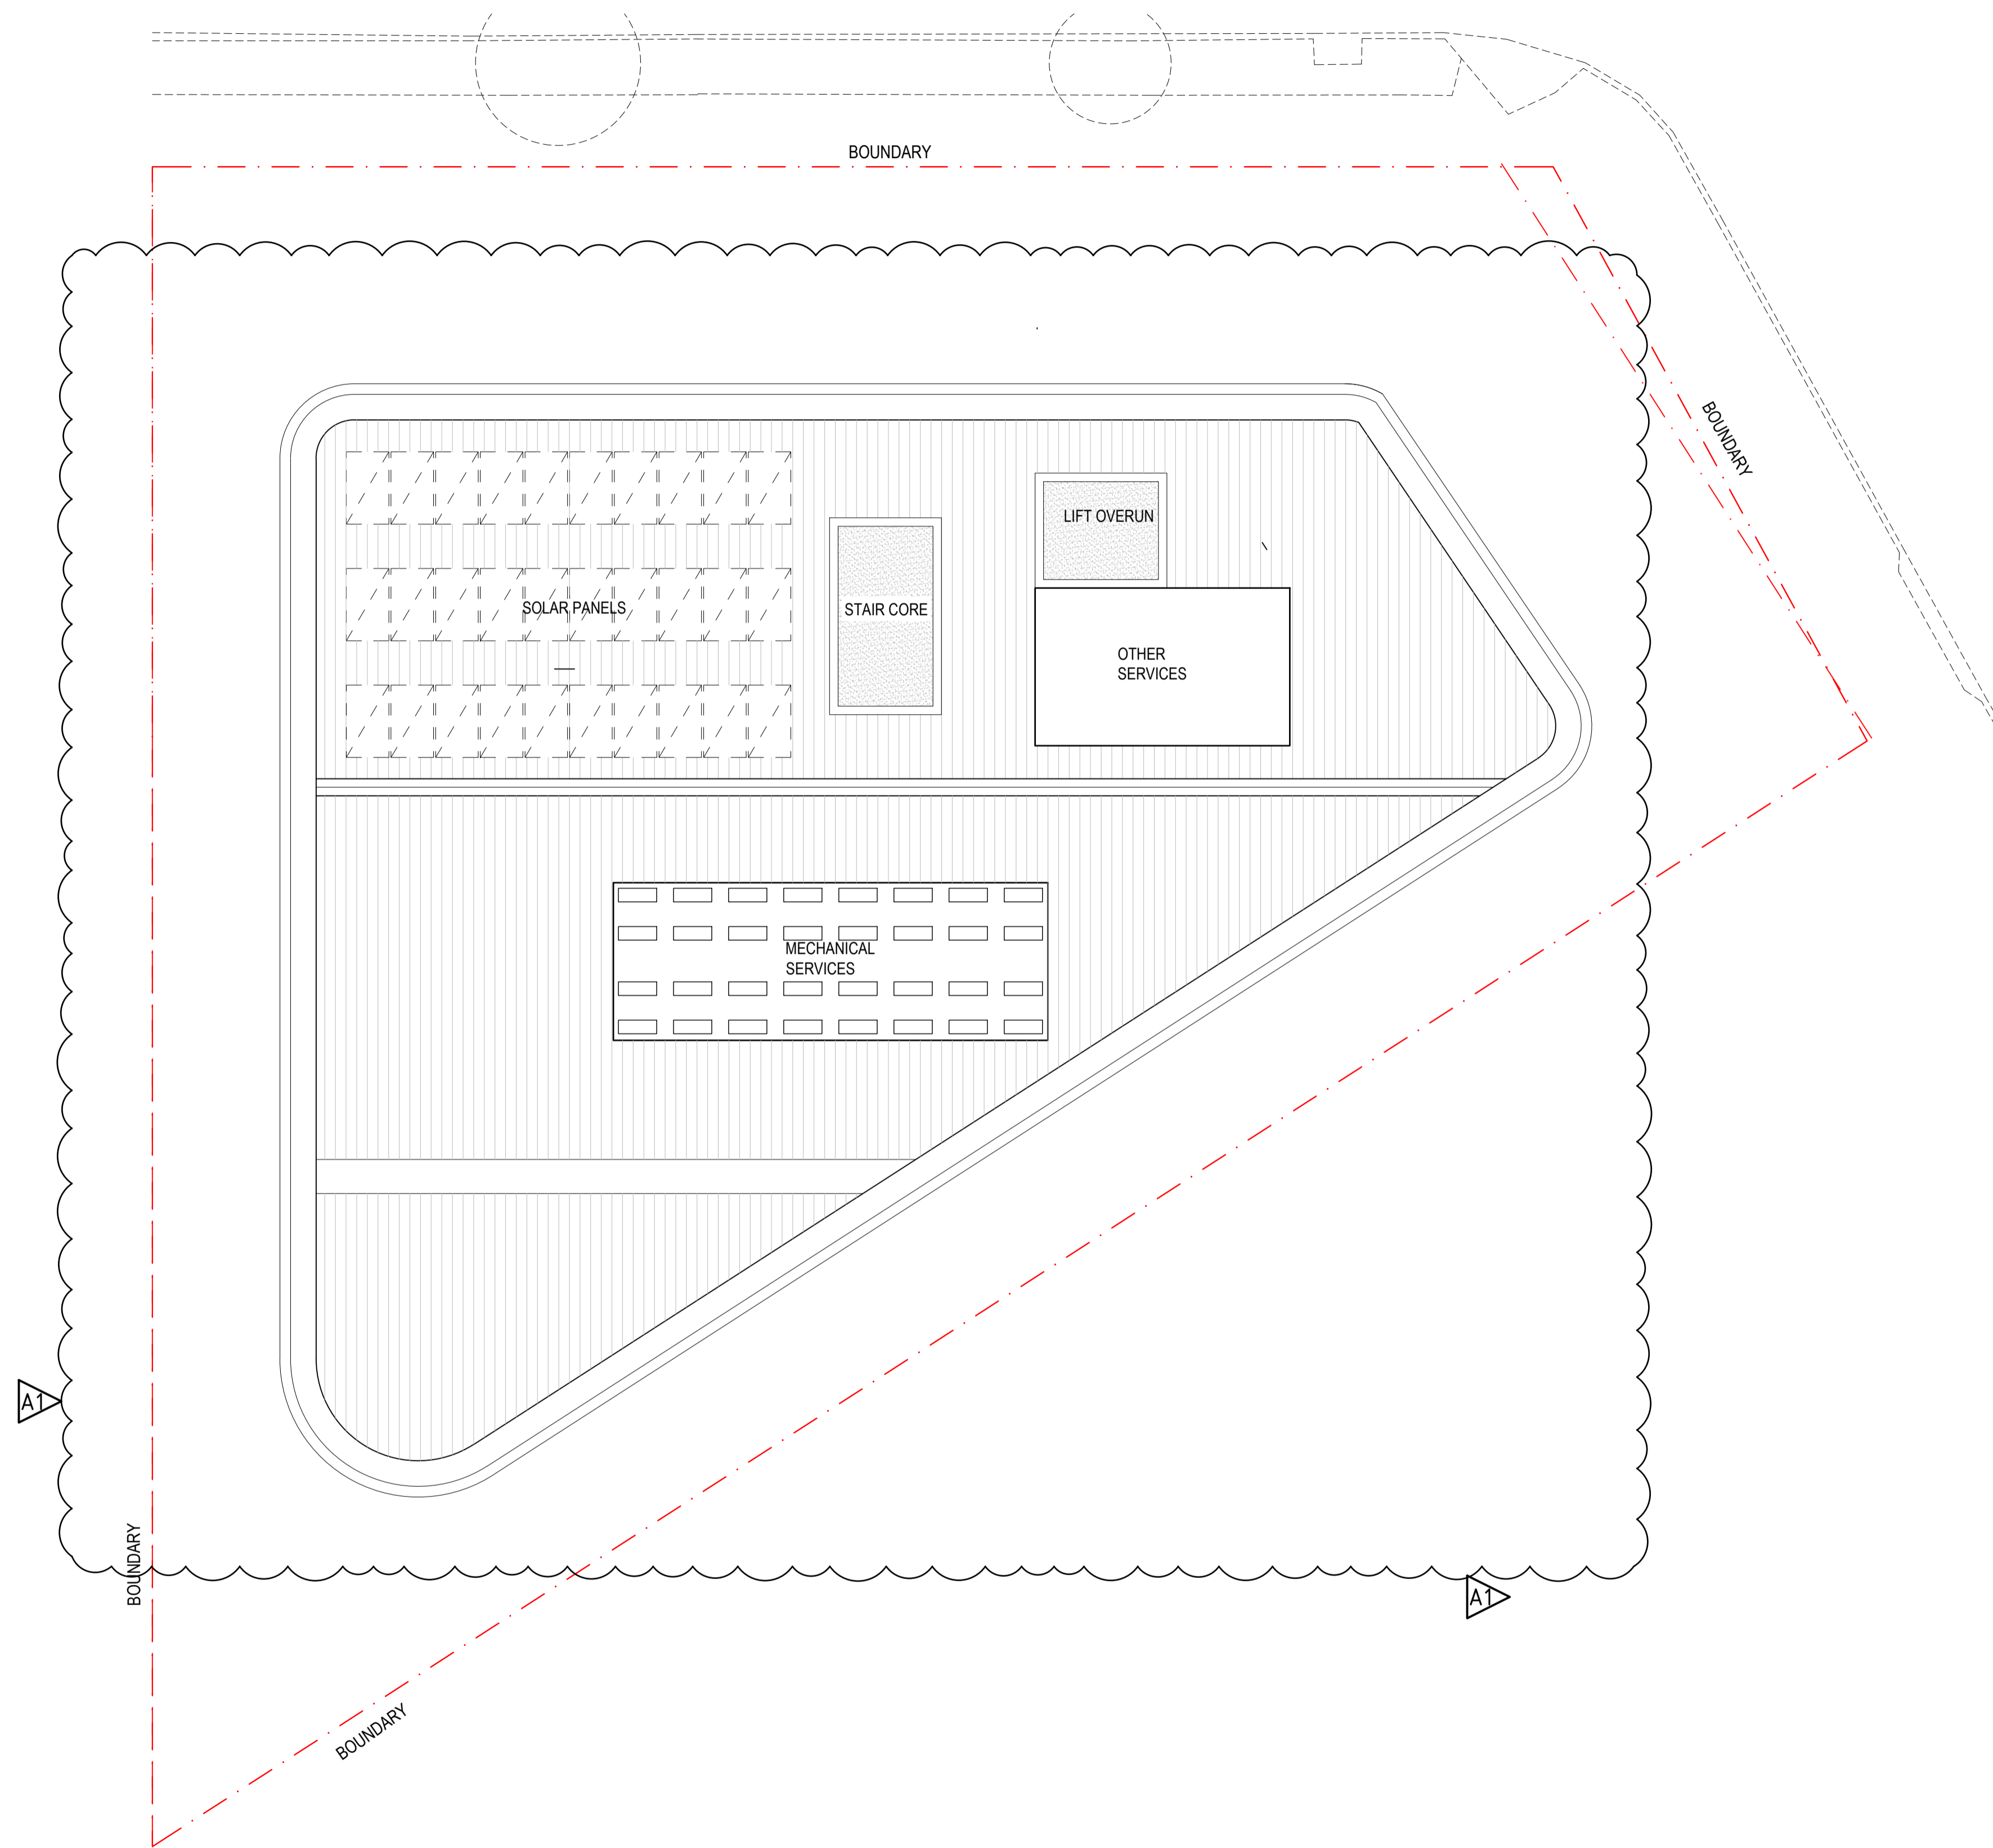 BOUNDARY
BOUNDARY
LIFT OVERUN
SOLAR PANELS
STAIR CORE
OTHER
SERVICES
MECHANICAL
SERVICES
A1
BOUNDARY
A1
BOUNDARY